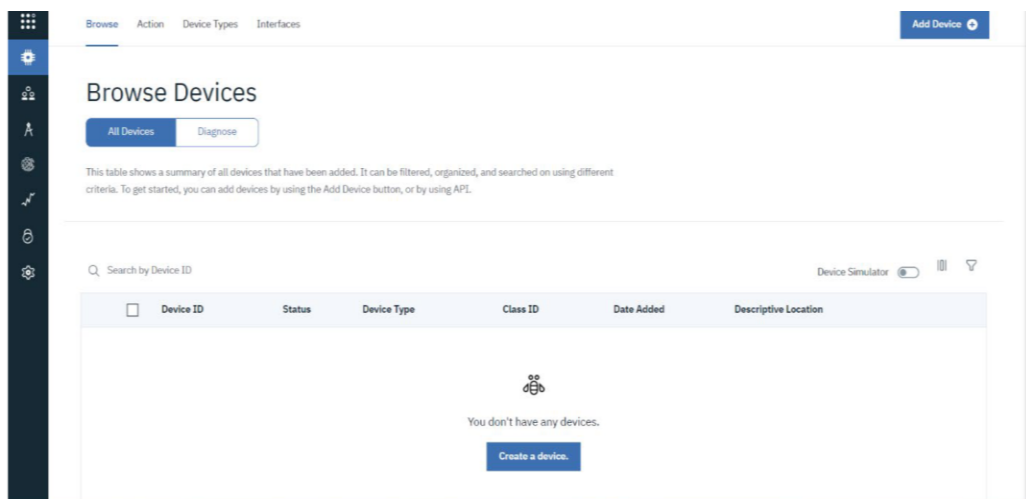 Browse Action Device Types Interfaces
Add Device
Browse Devices
All Devices Diagnose
This table shows a summary of all devices that have been added. It can be filtered, organized, and searched on using different
criteria. To get started, you can add devices by using the Add Device button, or by using API.
Search by Device ID
Device Simulator
Device ID Status Device Type Class ID Date Added Descriptive Location
You don't have any devices.
Create a device.